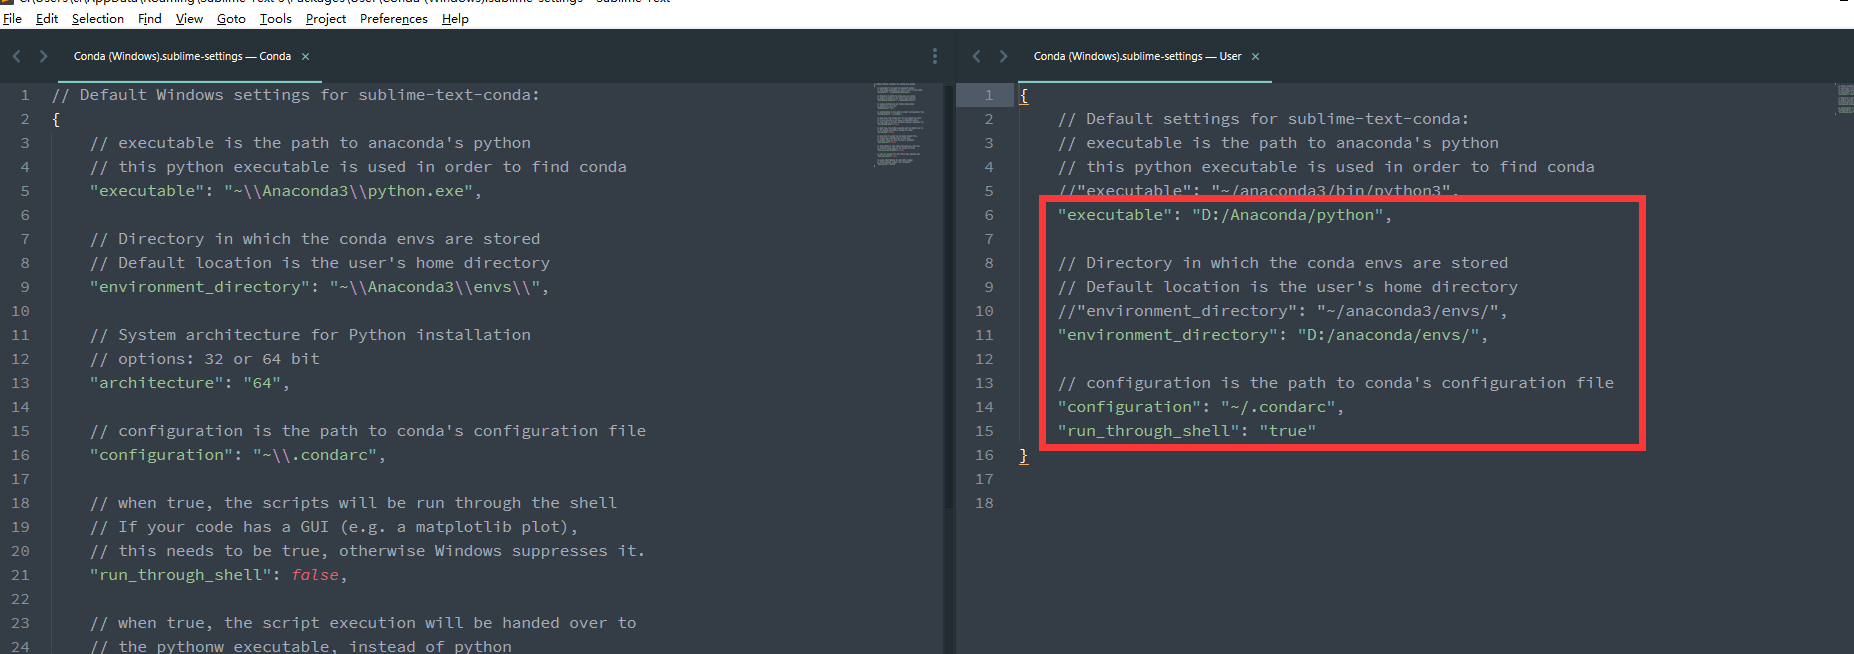 File Edit Selection Find View Goto Tools Project Preferences Help
Conda (Windows).sublime-settings — Conda ×
1 // Default Windows settings for sublime-text-conda:
2 {
3 // executable is the path to anaconda's python
4 // this python executable is used in order to find conda
5 "executable": "~\\Anaconda3\\python.exe",
6
7 // Directory in which the conda envs are stored
8 // Default location is the user's home directory
9 "environment_directory": "~\\Anaconda3\\envs\\",
10
11 // System architecture for Python installation
12 // options: 32 or 64 bit
13 "architecture": "64",
14
15 // configuration is the path to conda's configuration file
16 "configuration": "~\\.condarc",
17
18 // when true, the scripts will be run through the shell
19 // If your code has a GUI (e.g. a matplotlib plot),
20 // this needs to be true, otherwise Windows suppresses it.
21 "run_through_shell": false,
22
23 // when true, the script execution will be handed over to
24 // the pythonw executable, instead of python
Conda (Windows).sublime-settings — User ×
1 {
2 // Default settings for sublime-text-conda:
3 // executable is the path to anaconda's python
4 // this python executable is used in order to find conda
5 //"executable": "~/anaconda3/bin/python3",
6 "executable": "D:/Anaconda/python",
7
8 // Directory in which the conda envs are stored
9 // Default location is the user's home directory
10 //"environment_directory": "~/anaconda3/envs/",
11 "environment_directory": "D:/anaconda/envs/",
12
13 // configuration is the path to conda's configuration file
14 "configuration": "~/.condarc",
15 "run_through_shell": "true"
16 }
17
18